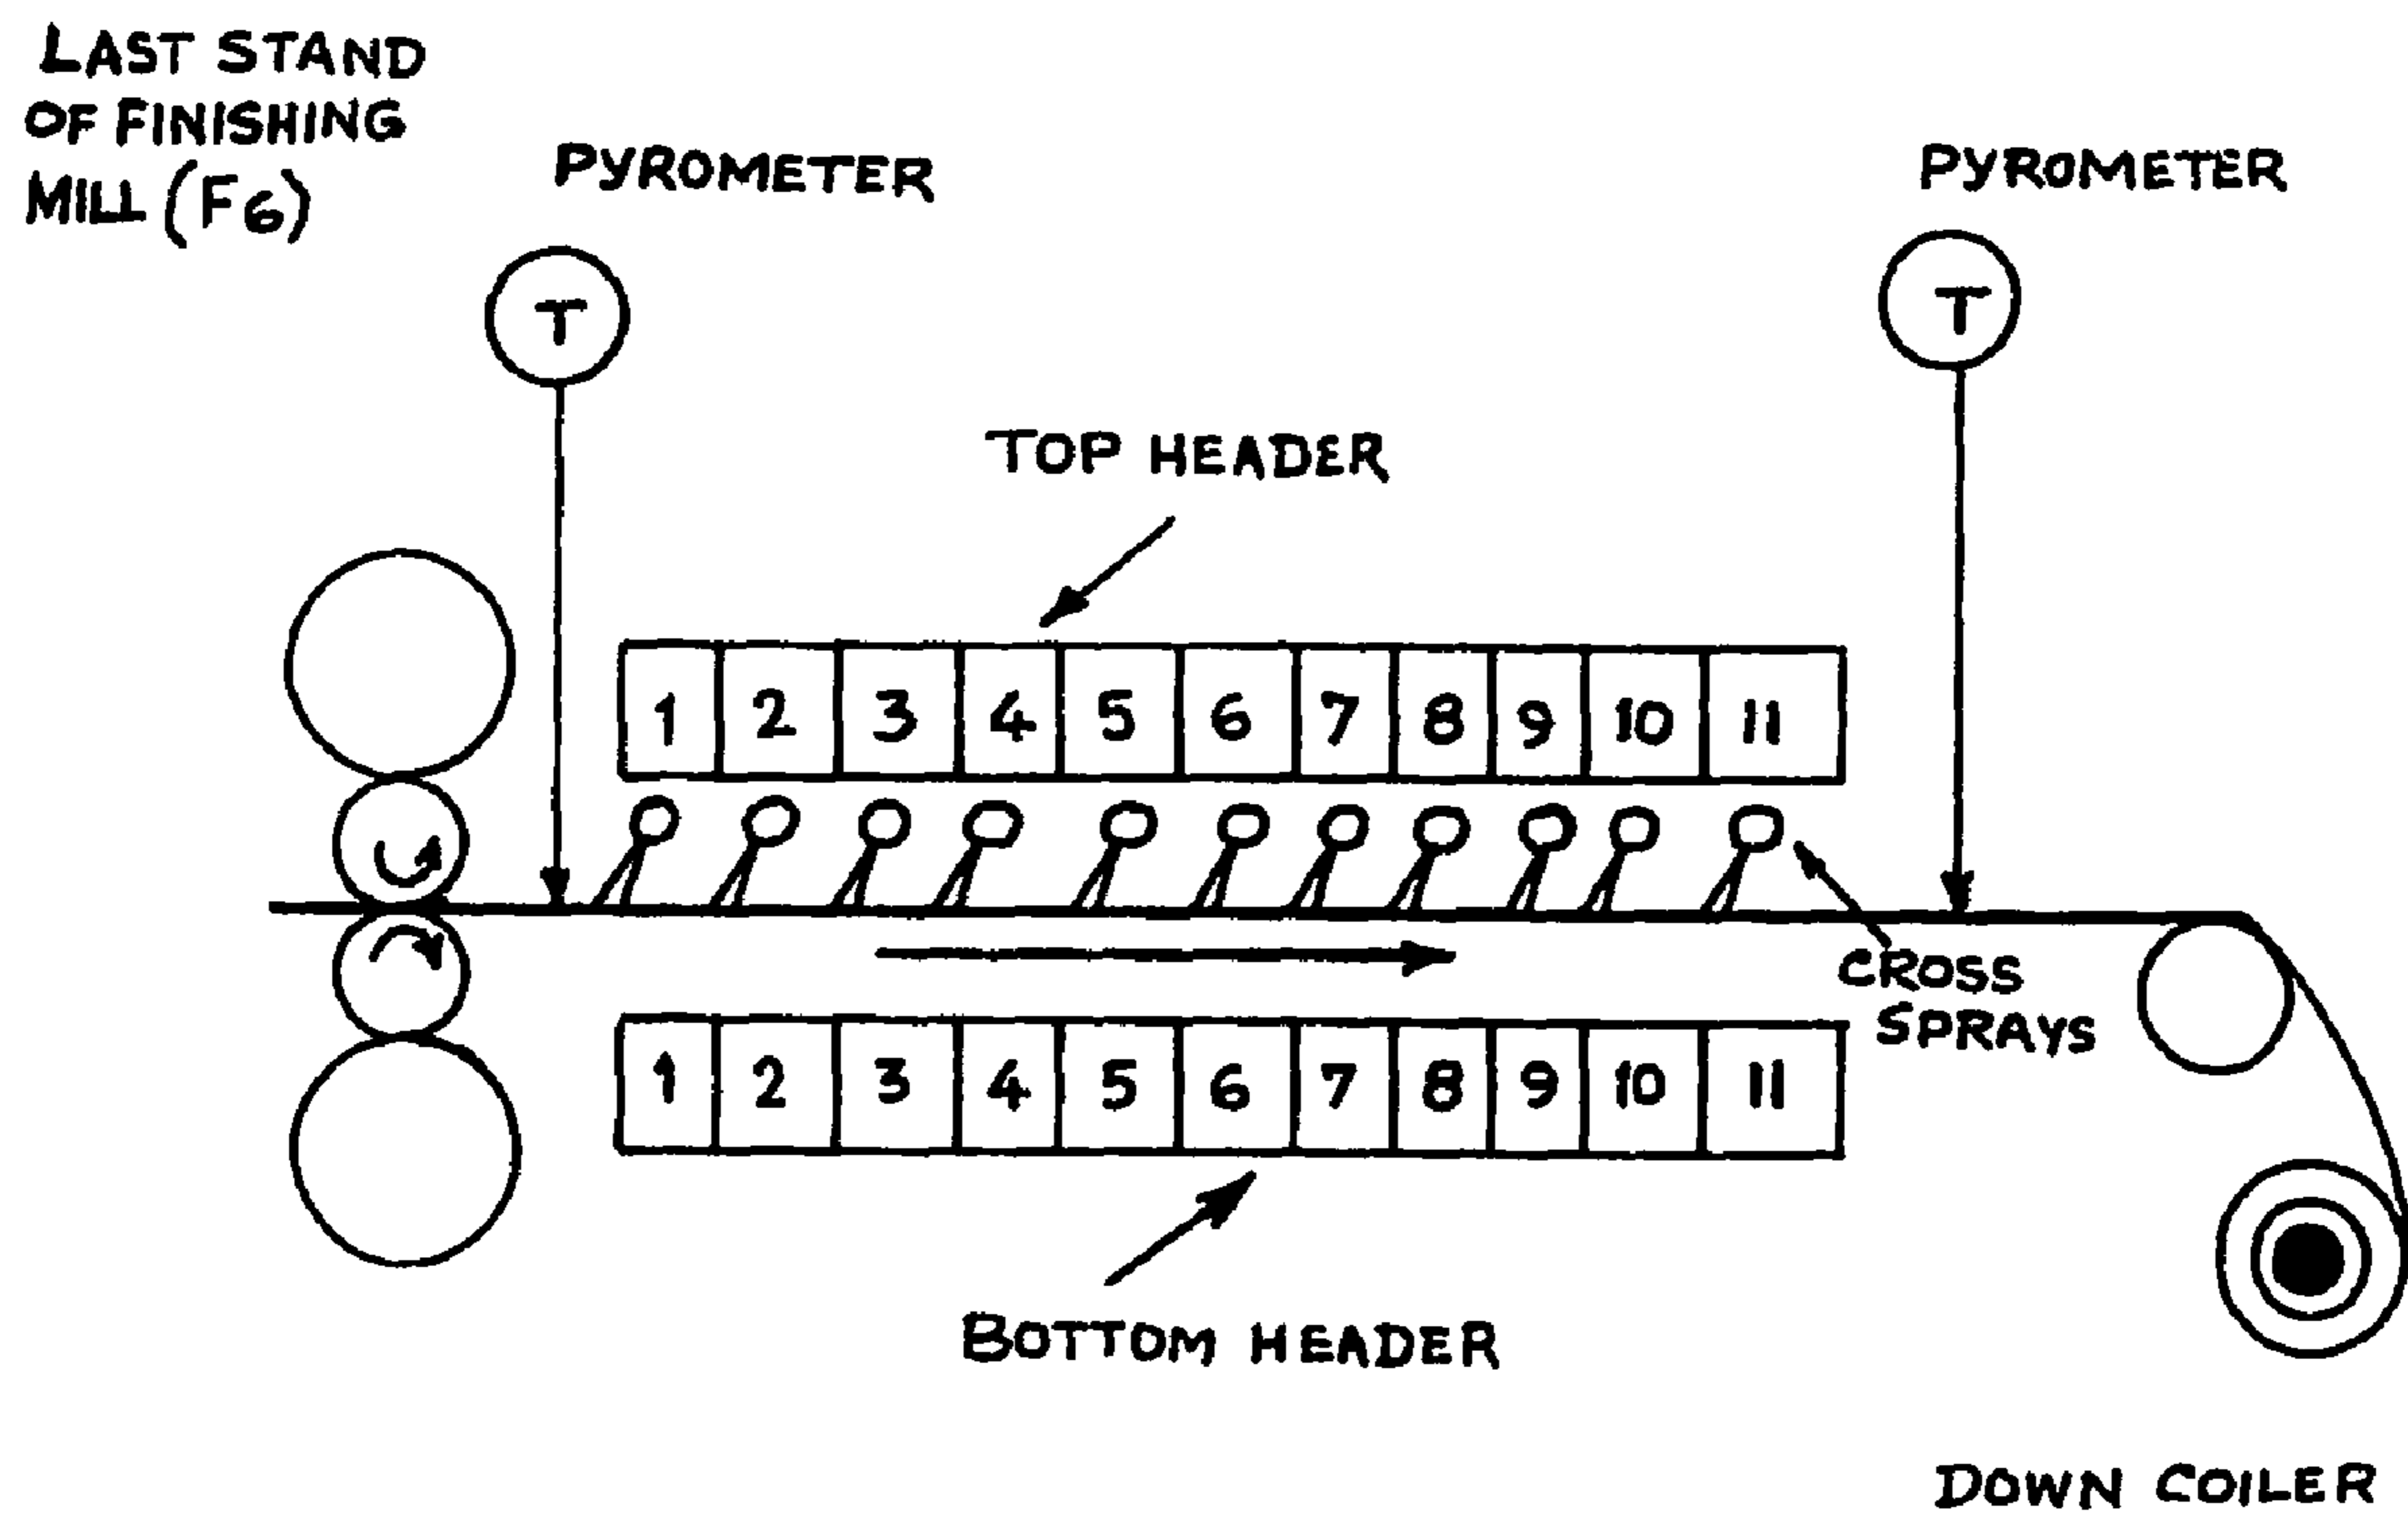 LAST STAND
OF FINISHING
MILL (F6)
PYROMETER
PYROMETER
T
T
TOP HEADER
1 2 3 4 5 6 7 8 9 10 11
CROSS
SPRAYS
1 2 3 4 5 6 7 8 9 10 11
BOTTOM HEADER
DOWN COILER